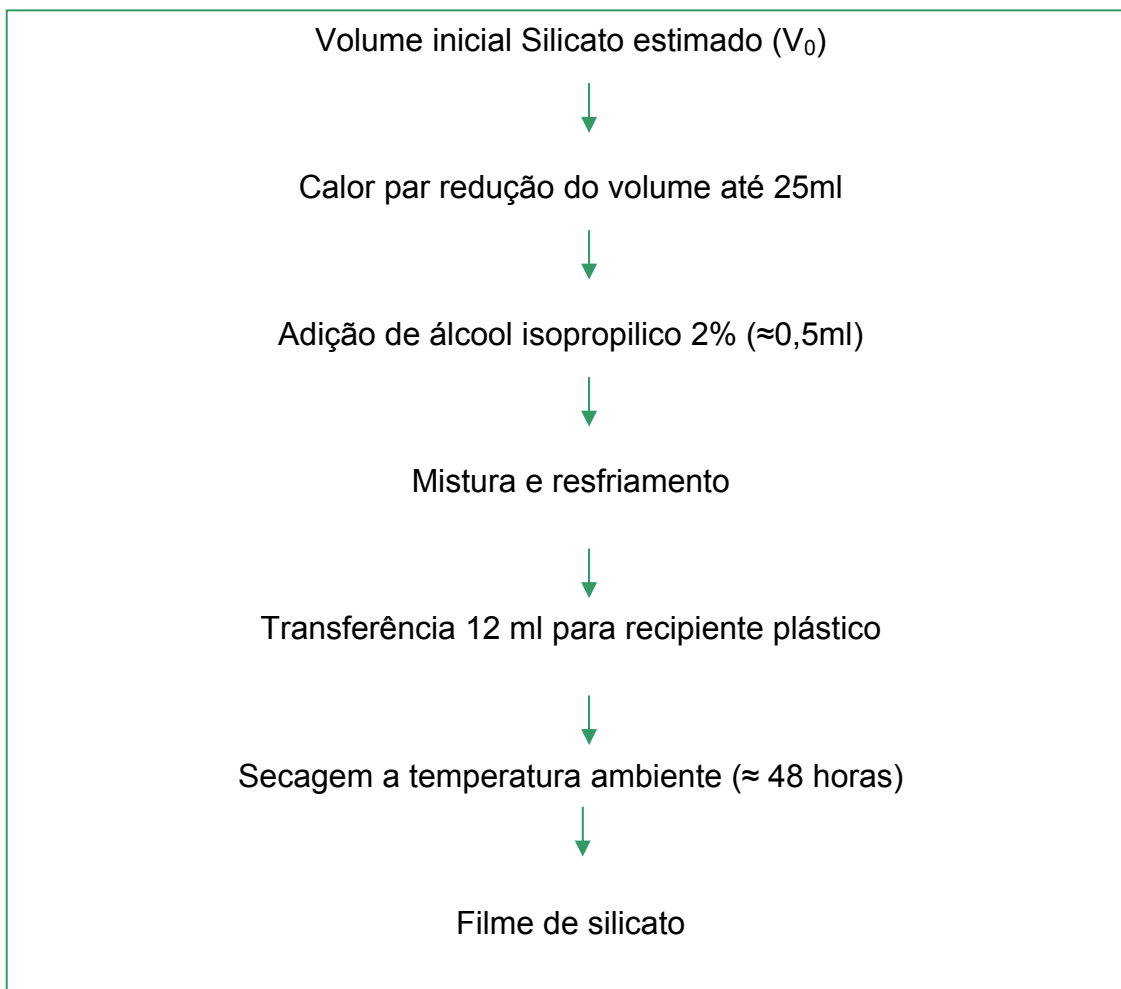 Volume inicial Silicato estimado (V₀)
Calor par redução do volume até 25ml
Adição de álcool isopropilico 2% (≈0,5ml)
Mistura e resfriamento
Transferência 12 ml para recipiente plástico
Secagem a temperatura ambiente (≈ 48 horas)
Filme de silicato